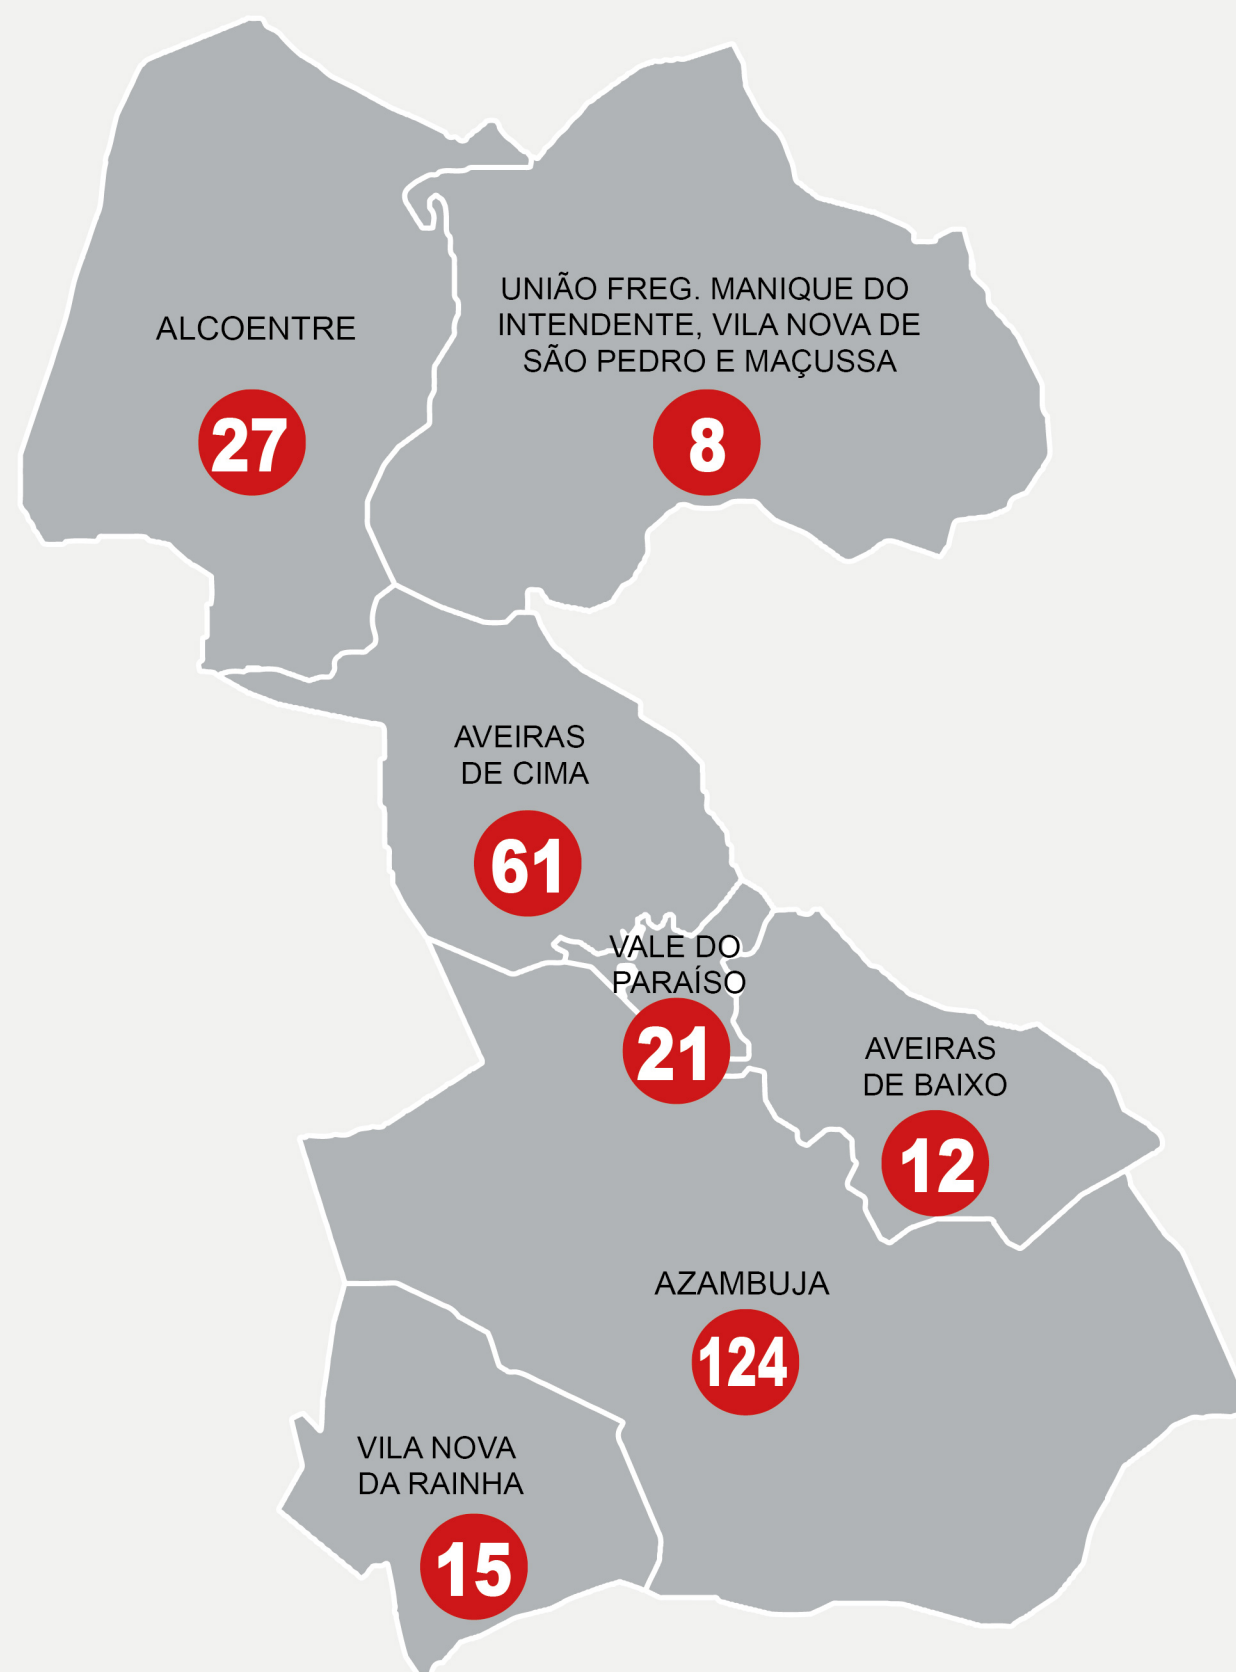 ALCOENTRE
27
UNIÃO FREG. MANIQUE DO
INTENDENTE, VILA NOVA DE
SÃO PEDRO E MAÇUSSA
8
AVEIRAS
DE CIMA
61
VALE DO
PARAÍSO
21
AVEIRAS
DE BAIXO
12
AZAMBUJA
124
VILA NOVA
DA RAINHA
15